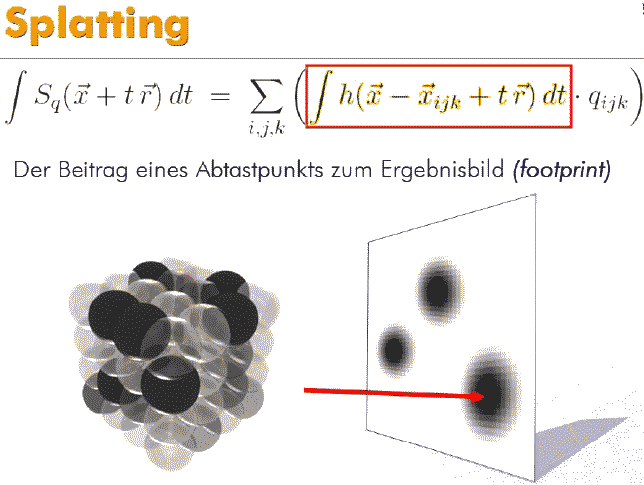 Splatting
∫ S_q(x⃗ + t r⃗) dt = ∑_{i,j,k} ( ∫ h(x⃗ − x⃗_{ijk} + t r⃗) dt · q_{ijk} )
Der Beitrag eines Abtastpunkts zum Ergebnisbild (footprint)